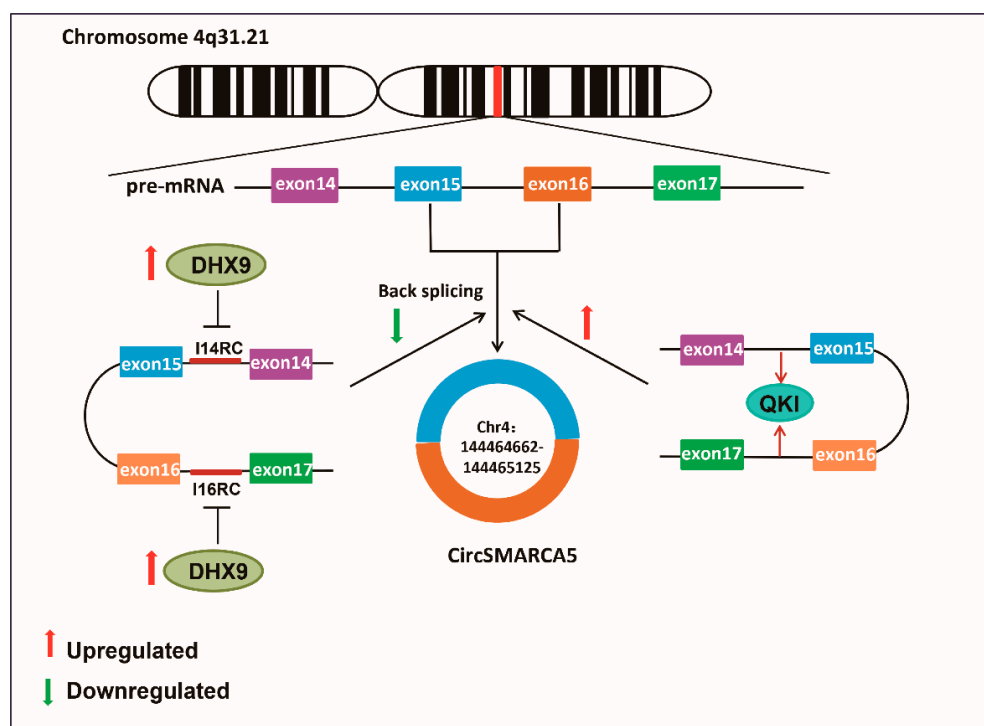 Chromosome 4q31.21
pre-mRNA
exon14
exon15
exon16
exon17
DHX9
Back splicing
I14RC
exon15
exon14
exon14
exon15
QKI
Chr4：
144464662-
144465125
exon16
exon17
exon17
exon16
I16RC
CircSMARCA5
DHX9
Upregulated
Downregulated